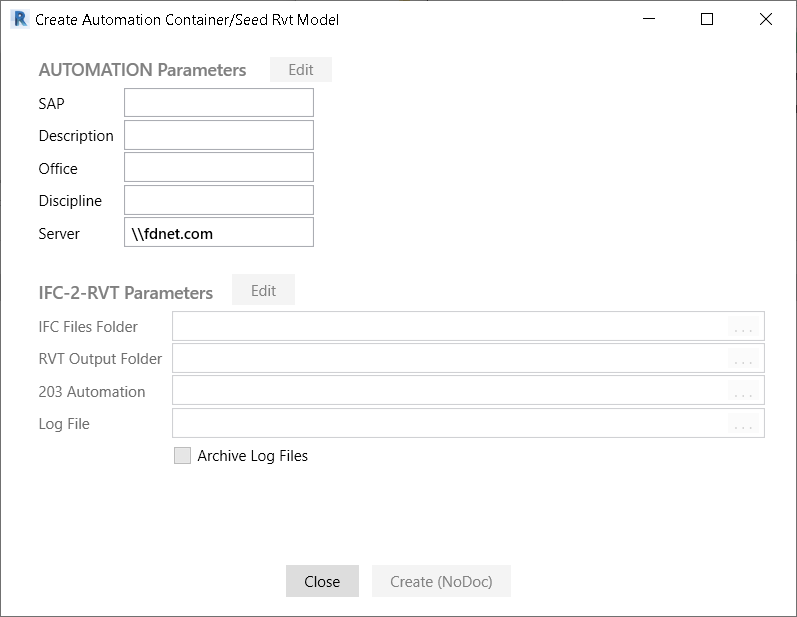 R Create Automation Container/Seed Rvt Model
AUTOMATION Parameters Edit
SAP
Description
Office
Discipline
Server \\fdnet.com
IFC-2-RVT Parameters Edit
IFC Files Folder ...
RVT Output Folder ...
203 Automation ...
Log File ...
Archive Log Files
Close Create (NoDoc)